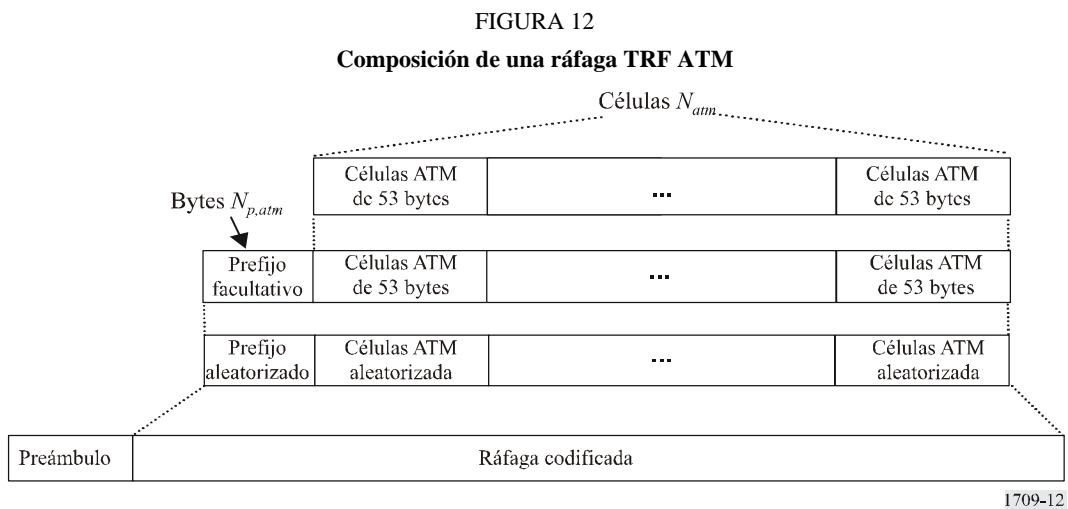 FIGURA 12
Composición de una ráfaga TRF ATM
Células N_atm
Células ATM
de 53 bytes
...
Células ATM
de 53 bytes
Bytes N_p,atm
Prefijo
facultativo
Células ATM
de 53 bytes
...
Células ATM
de 53 bytes
Prefijo
aleatorizado
Células ATM
aleatorizada
...
Células ATM
aleatorizada
Preámbulo
Ráfaga codificada
1709-12